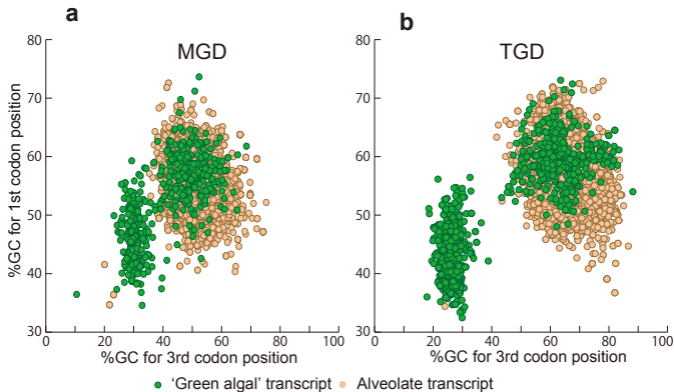 a
MGD
80
70
60
50
40
30
%GC for 1st codon position
0 20 40 60 80 100
%GC for 3rd codon position
b
TGD
80
70
60
50
40
30
0 20 40 60 80 100
%GC for 3rd codon position
‘Green algal’ transcript Alveolate transcript